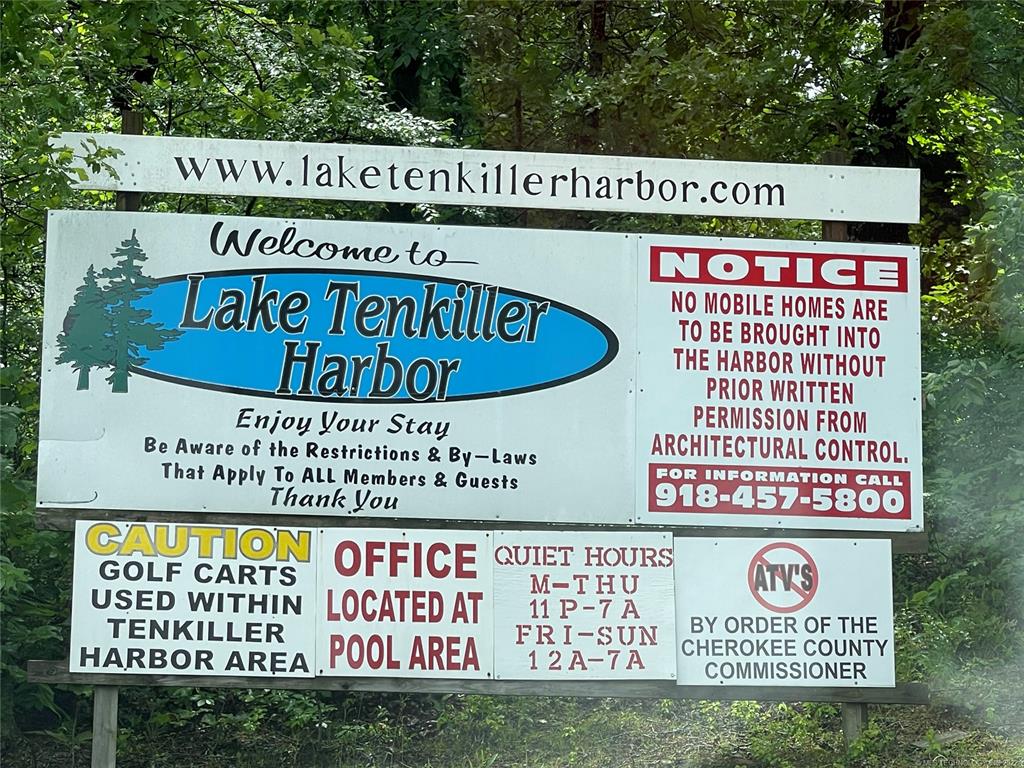 www.laketenkillerharbor.com
Welcome to
Lake Tenkiller
Harbor
Enjoy Your Stay
Be Aware of the Restrictions & By-Laws
That Apply To ALL Members & Guests
Thank You
NOTICE
NO MOBILE HOMES ARE
TO BE BROUGHT INTO
THE HARBOR WITHOUT
PRIOR WRITTEN
PERMISSION FROM
ARCHITECTURAL CONTROL.
FOR INFORMATION CALL
918-457-5800
CAUTION
GOLF CARTS
USED WITHIN
TENKILLER
HARBOR AREA
OFFICE
LOCATED AT
POOL AREA
QUIET HOURS
M-THU
11P-7A
FRI-SUN
12A-7A
ATV'S
BY ORDER OF THE
CHEROKEE COUNTY
COMMISSIONER